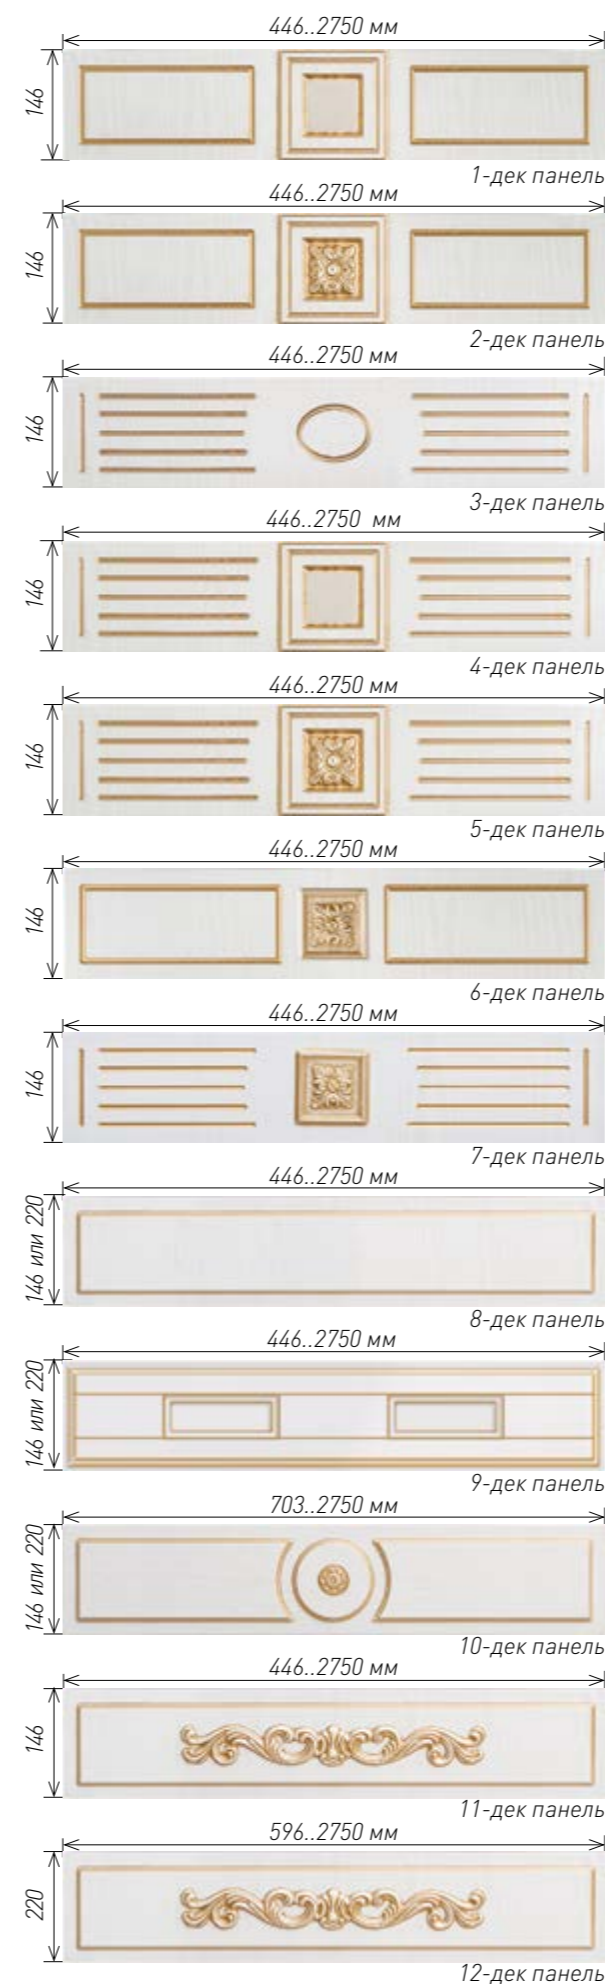 446..2750 мм
146
1-дек панель
446..2750 мм
146
2-дек панель
446..2750 мм
146
3-дек панель
446..2750 мм
146
4-дек панель
446..2750 мм
146
5-дек панель
446..2750 мм
146
6-дек панель
446..2750 мм
146
7-дек панель
446..2750 мм
146 или 220
8-дек панель
446..2750 мм
146 или 220
9-дек панель
703..2750 мм
146 или 220
10-дек панель
446..2750 мм
146
11-дек панель
596..2750 мм
220
12-дек панель